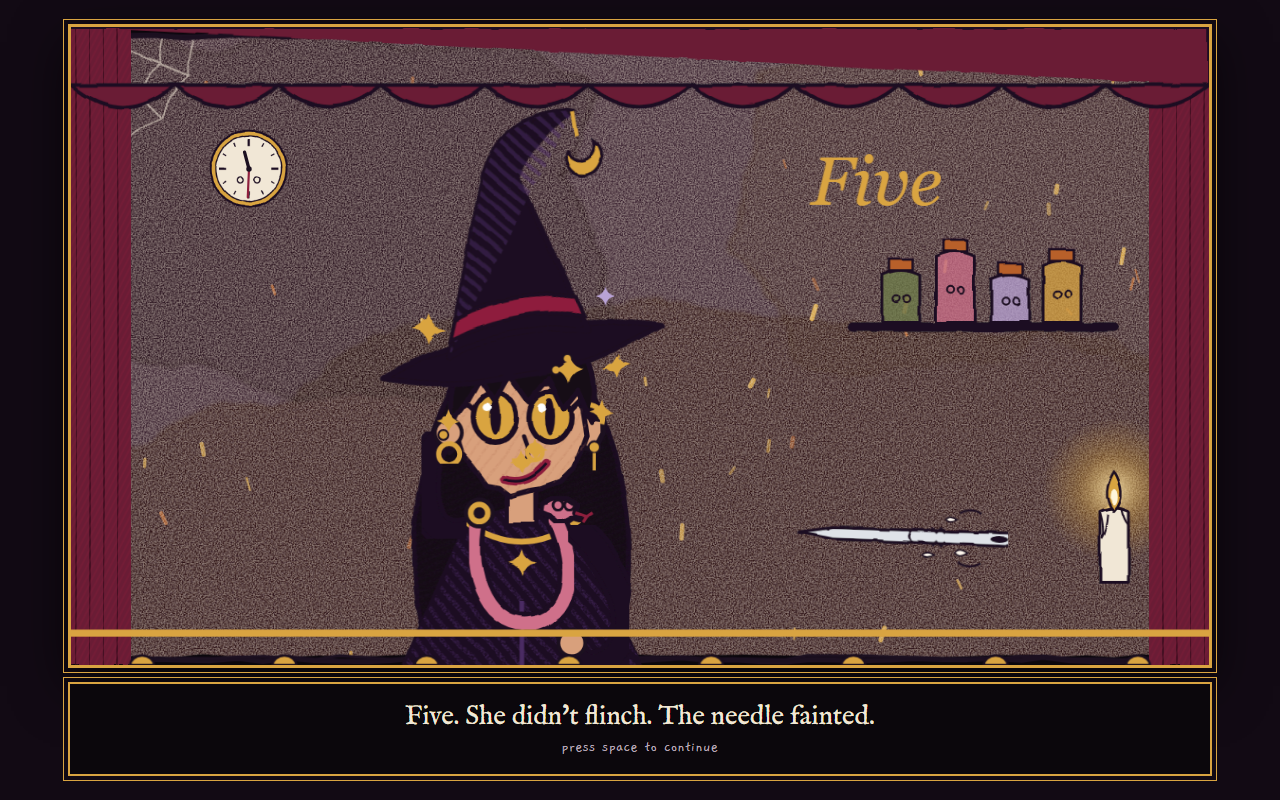 Five
Five. She didn't flinch. The needle fainted.
press space to continue